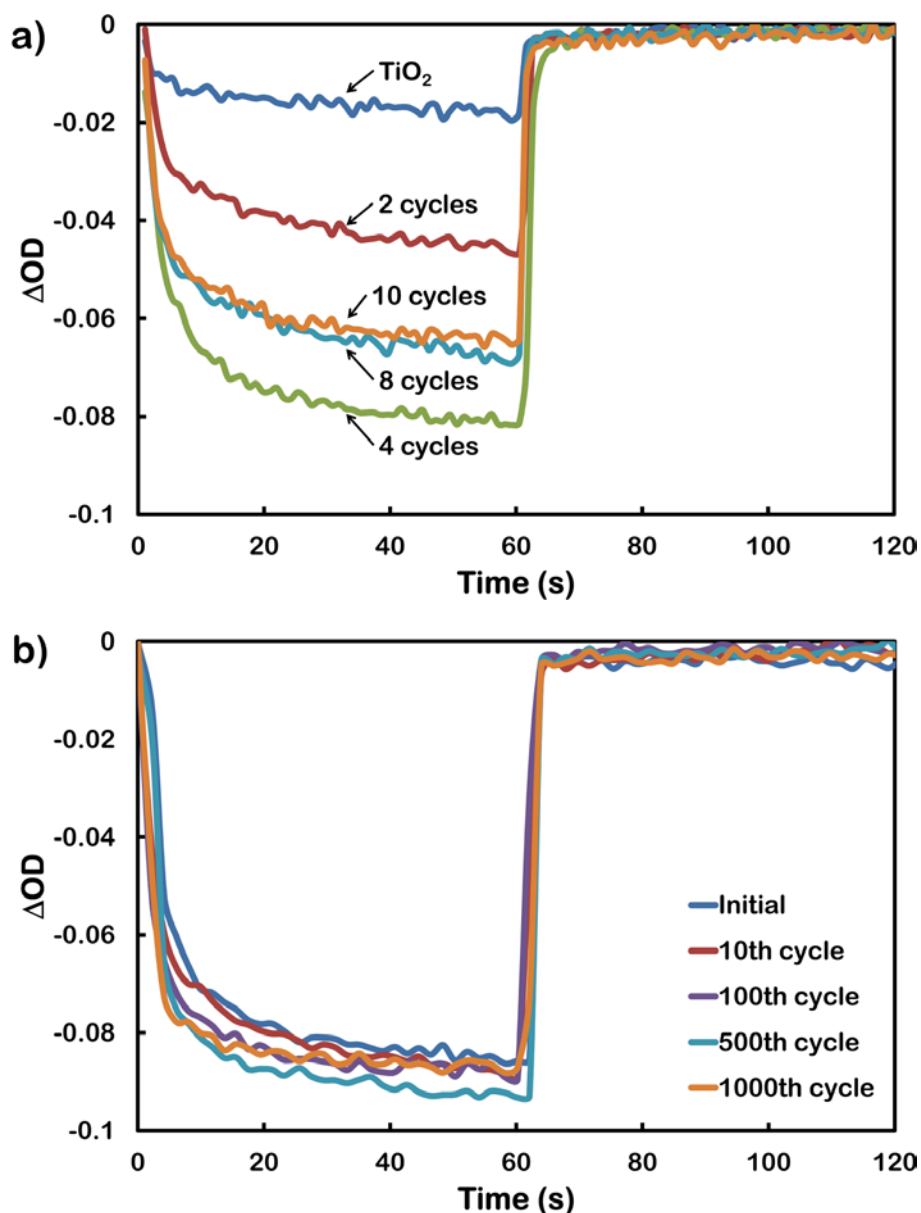 a)
0
-0.02
-0.04
-0.06
-0.08
-0.1
ΔOD
TiO₂
2 cycles
10 cycles
8 cycles
4 cycles
0 20 40 60 80 100 120
Time (s)
b)
0
-0.02
-0.04
-0.06
-0.08
-0.1
ΔOD
Initial
10th cycle
100th cycle
500th cycle
1000th cycle
0 20 40 60 80 100 120
Time (s)